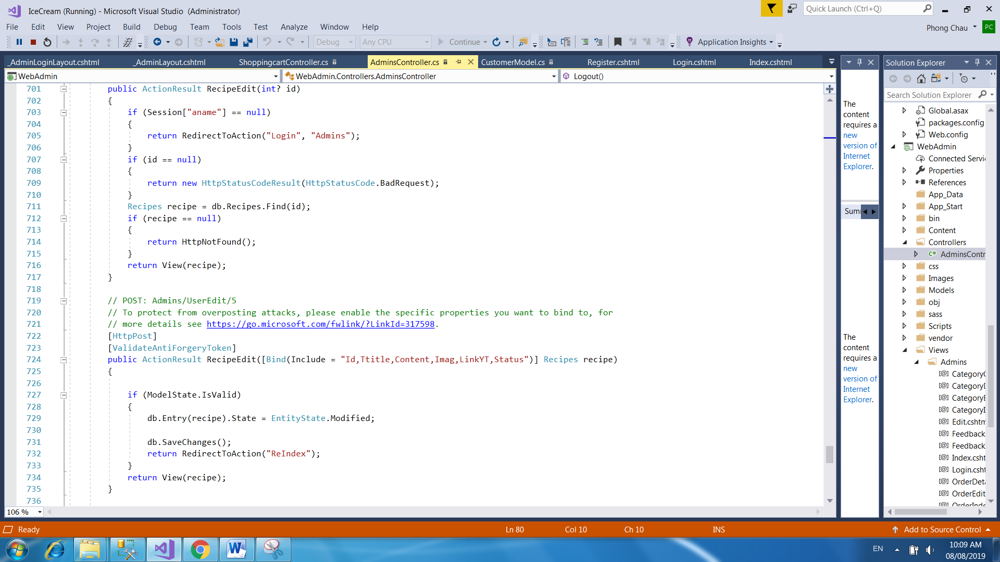 IceCream (Running) - Microsoft Visual Studio (Administrator)
Quick Launch (Ctrl+Q)
File Edit View Project Build Debug Team Tools Test Analyze Window Help
Phong Chau PC
Debug Any CPU Continue Application Insights
_AdminLoginLayout.cshtml _AdminLayout.cshtml ShoppingcartController.cs AdminsController.cs CustomerModel.cs Register.cshtml Login.cshtml Index.cshtml
WebAdmin WebAdmin.Controllers.AdminsController Logout()
701 public ActionResult RecipeEdit(int? id)
702 {
703 if (Session["aname"] == null)
704 {
705 return RedirectToAction("Login", "Admins");
706 }
707 if (id == null)
708 {
709 return new HttpStatusCodeResult(HttpStatusCode.BadRequest);
710 }
711 Recipes recipe = db.Recipes.Find(id);
712 if (recipe == null)
713 {
714 return HttpNotFound();
715 }
716 return View(recipe);
717 }
718
719 // POST: Admins/UserEdit/5
720 // To protect from overposting attacks, please enable the specific properties you want to bind to, for
721 // more details see https://go.microsoft.com/fwlink/?LinkId=317598.
722 [HttpPost]
723 [ValidateAntiForgeryToken]
724 public ActionResult RecipeEdit([Bind(Include = "Id,Ttitle,Content,Imag,LinkYT,Status")] Recipes recipe)
725 {
726
727 if (ModelState.IsValid)
728 {
729 db.Entry(recipe).State = EntityState.Modified;
730
731 db.SaveChanges();
732 return RedirectToAction("ReIndex");
733 }
734 return View(recipe);
735 }
736
106 %
The
content
requires a
new
version of
Internet
Explorer.
Sum
The
content
requires a
new
version of
Internet
Explorer.
Solution Explorer
Search Solution Explorer
Global.asax
packages.config
Web.config
WebAdmin
Connected Servi
Properties
References
App_Data
App_Start
bin
Content
Controllers
C# AdminsContr
css
Images
Models
obj
sass
Scripts
vendor
Views
Admins
[@] CategoryC
[@] CategoryD
[@] CategoryE
[@] CategoryI
[@] Edit.cshtm
[@] Feedback
[@] Feedback
[@] Index.csht
[@] Login.csht
[@] OrderDeta
[@] OrderEdit
[@] OrderInde
Ready Ln 80 Col 10 Ch 10 INS Add to Source Control
EN
10:09 AM
08/08/2019